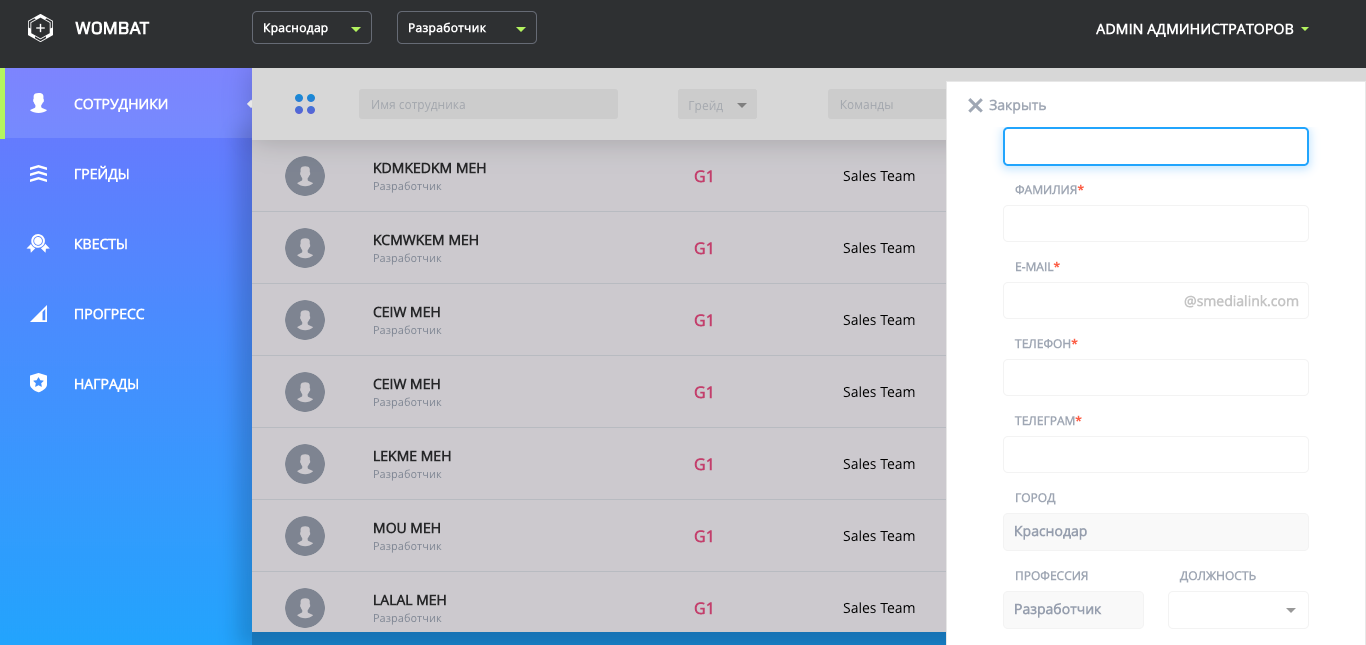 WOMBAT
Краснодар
Разработчик
ADMIN АДМИНИСТРАТОРОВ
СОТРУДНИКИ
ГРЕЙДЫ
КВЕСТЫ
ПРОГРЕСС
НАГРАДЫ
Имя сотрудника
Грейд
Команды
KDMKEDKM MEH
Разработчик
G1
Sales Team
KCMWKEM MEH
Разработчик
G1
Sales Team
CEIW MEH
Разработчик
G1
Sales Team
CEIW MEH
Разработчик
G1
Sales Team
LEKME MEH
Разработчик
G1
Sales Team
MOU MEH
Разработчик
G1
Sales Team
LALAL MEH
Разработчик
G1
Sales Team
Закрыть
ФАМИЛИЯ*
E-MAIL*
@smedialink.com
ТЕЛЕФОН*
ТЕЛЕГРАМ*
ГОРОД
Краснодар
ПРОФЕССИЯ
ДОЛЖНОСТЬ
Разработчик